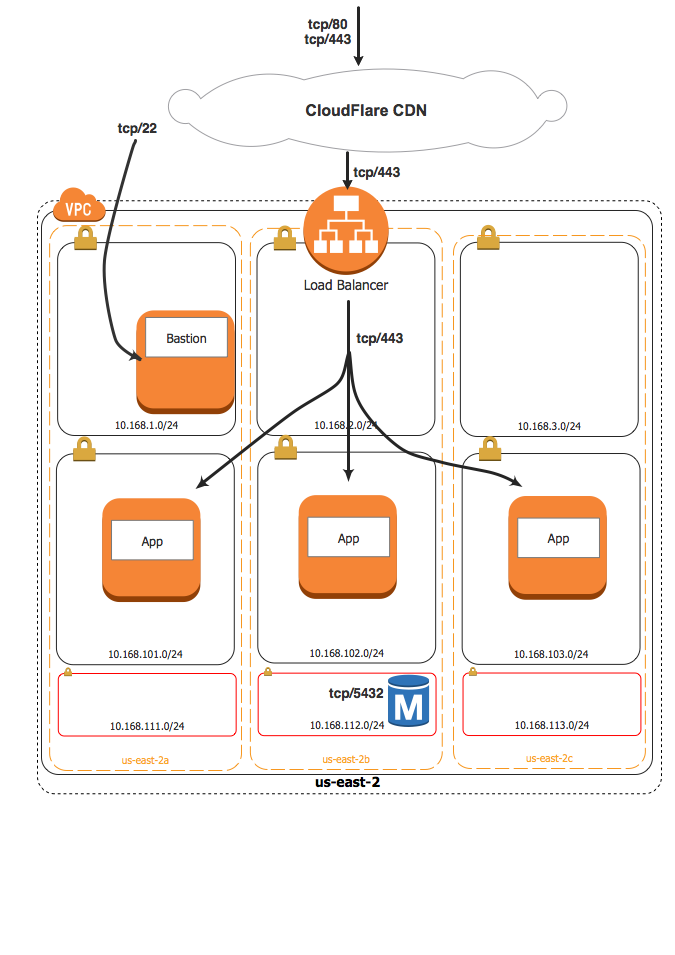 tcp/80
tcp/443
CloudFlare CDN
tcp/22
tcp/443
VPC
Load Balancer
Bastion
tcp/443
10.168.1.0/24
10.168.2.0/24
10.168.3.0/24
App
App
App
10.168.101.0/24
10.168.102.0/24
10.168.103.0/24
tcp/5432
M
10.168.111.0/24
10.168.112.0/24
10.168.113.0/24
us-east-2a
us-east-2b
us-east-2c
us-east-2